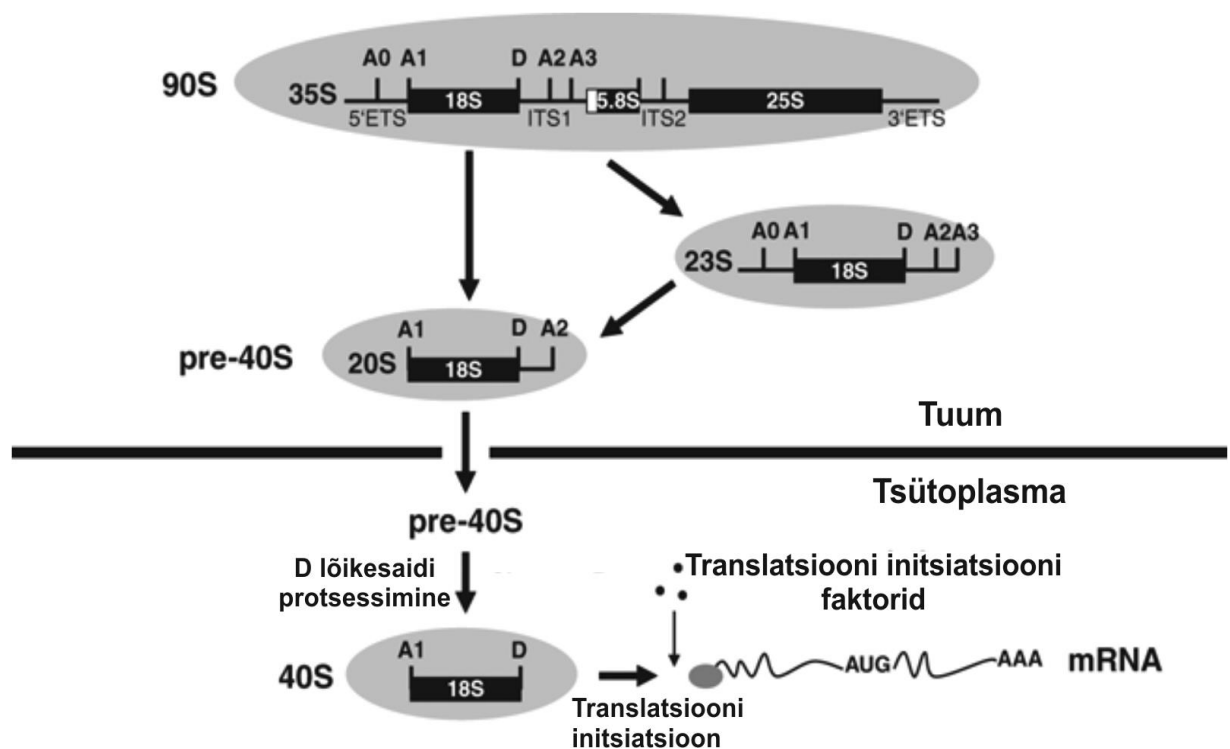 A0 A1 D A2 A3
90S
35S 18S 5.8S 25S
5'ETS ITS1 ITS2 3'ETS
A0 A1 D A2 A3
23S 18S
A1 D A2
pre-40S 20S 18S
Tuum
Tsütoplasma
pre-40S
D lõikesaidi
protsessimine
Translatsiooni initsiatsiooni
faktorid
A1 D
40S 18S
AUG AAA mRNA
Translatsiooni
initsiatsioon